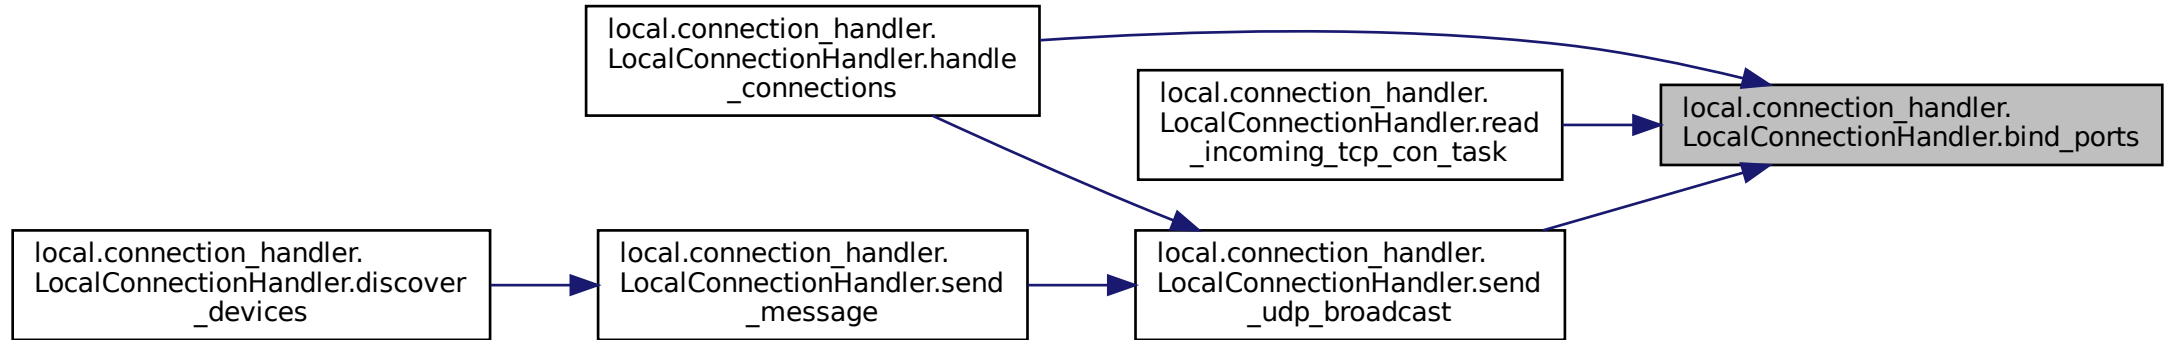 local.connection_handler.
LocalConnectionHandler.handle
_connections
local.connection_handler.
LocalConnectionHandler.read
_incoming_tcp_con_task
local.connection_handler.
LocalConnectionHandler.bind_ports
local.connection_handler.
LocalConnectionHandler.discover
_devices
local.connection_handler.
LocalConnectionHandler.send
_message
local.connection_handler.
LocalConnectionHandler.send
_udp_broadcast